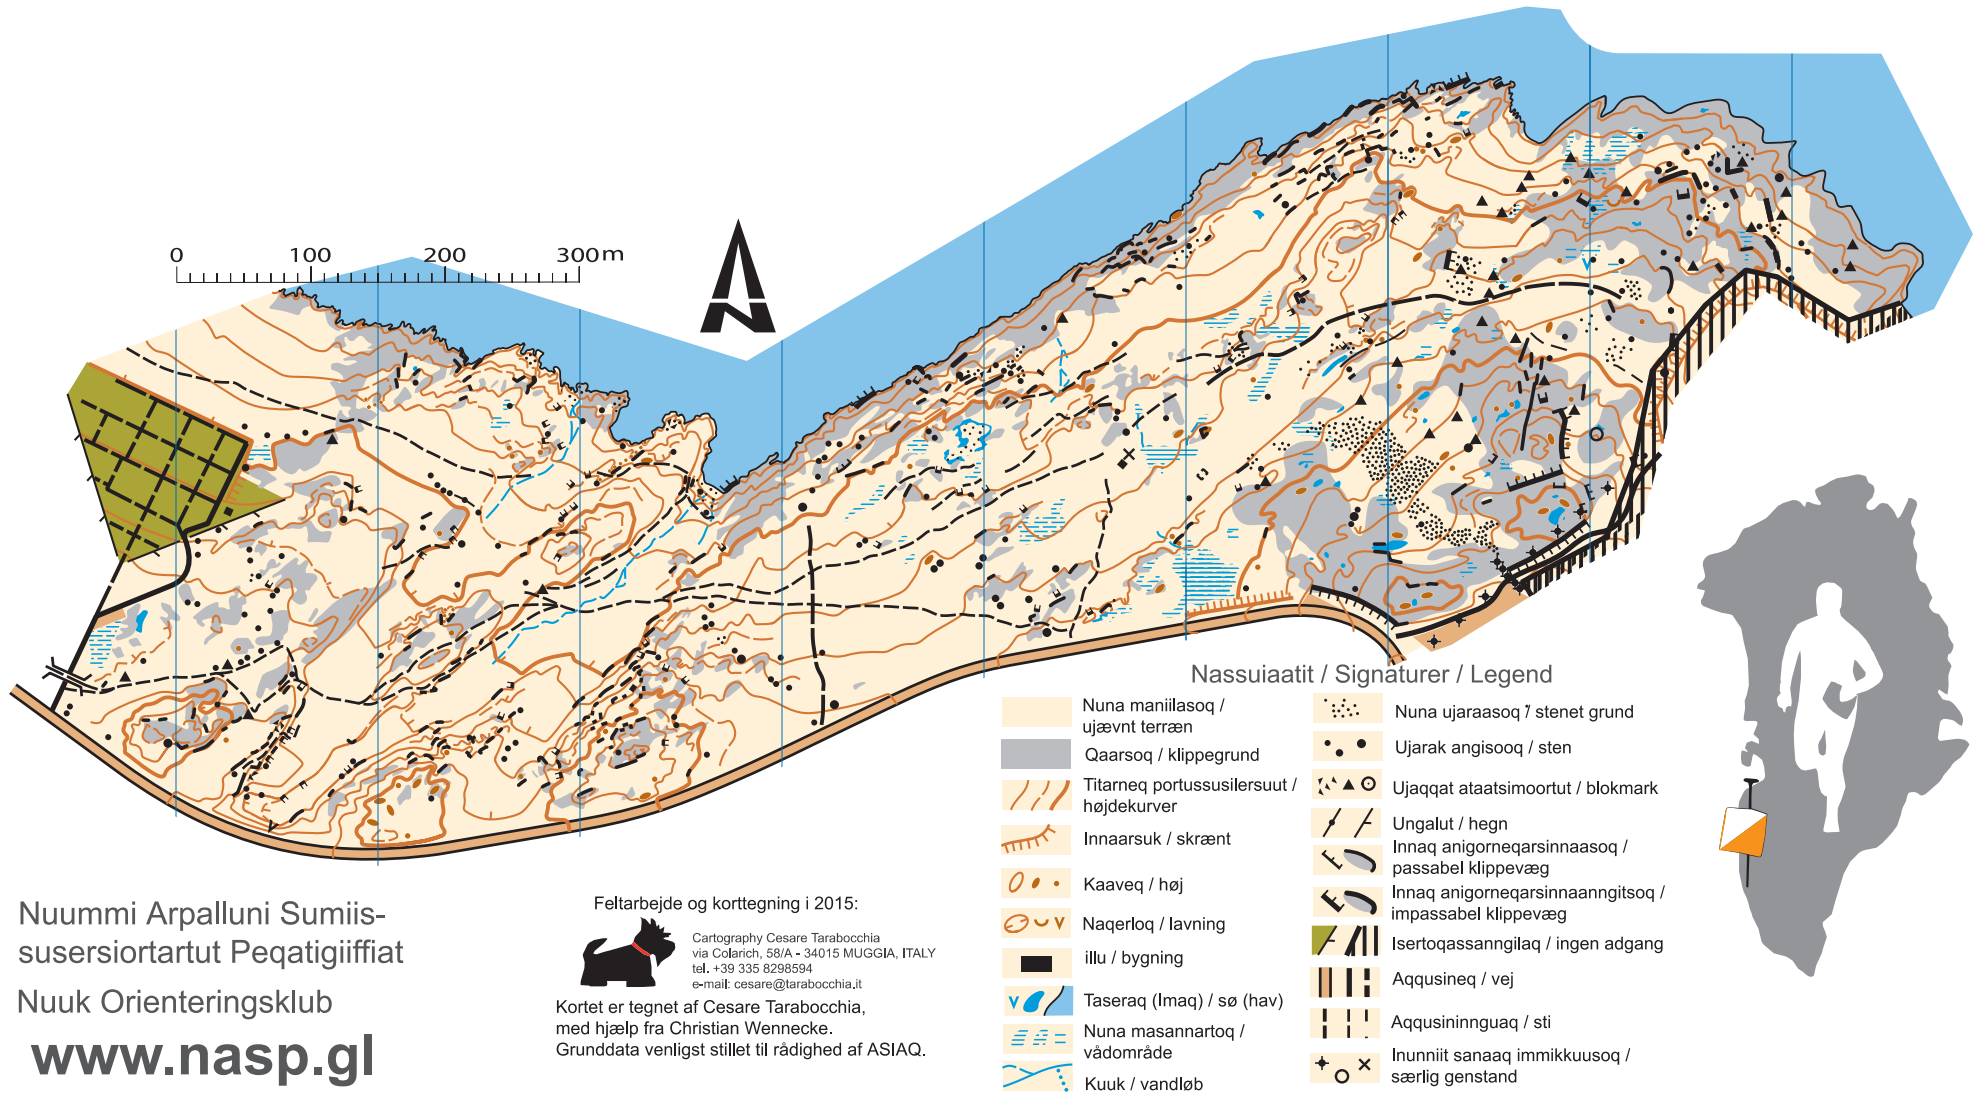 0 100 200 300m
Nassuiaatit / Signaturer / Legend
Nuna maniilasoq /
ujævnt terræn
Qaarsoq / klippegrund
Titarneq portussusilersuut /
højdekurver
Innaarsuk / skrænt
Kaaveq / høj
Naqerloq / lavning
illu / bygning
Taseraq (Imaq) / sø (hav)
Nuna masannartoq /
vådområde
Kuuk / vandløb
Nuna ujaraasoq / stenet grund
Ujarak angisooq / sten
Ujaqqat ataatsimoortut / blokmark
Ungalut / hegn
Innaq anigorneqarsinnaasoq /
passabel klippevæg
Innaq anigorneqarsinnaanngitsoq /
impassabel klippevæg
Isertoqassanngilaq / ingen adgang
Aqqusineq / vej
Aqqusininnguaq / sti
Inunniit sanaaq immikkuusoq /
særlig genstand
Nuummi Arpalluni Sumiis-
susersiortartut Peqatigiiffiat
Nuuk Orienteringsklub
www.nasp.gl
Feltarbejde og korttegning i 2015:
Cartography Cesare Tarabocchia
via Colarich, 58/A - 34015 MUGGIA, ITALY
tel. +39 335 8298594
e-mail: cesare@tarabocchia.it
Kortet er tegnet af Cesare Tarabocchia,
med hjælp fra Christian Wennecke.
Grunddata venligst stillet til rådighed af ASIAQ.